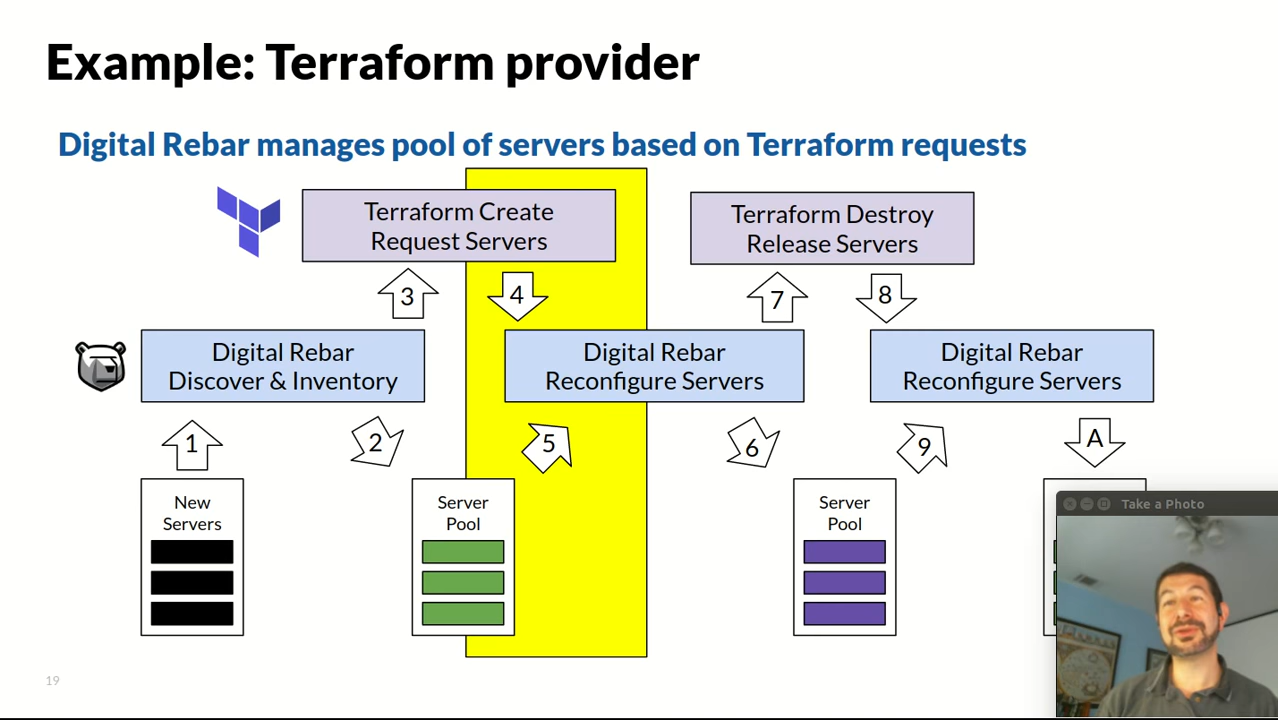 Example: Terraform provider
Digital Rebar manages pool of servers based on Terraform requests
Terraform Create
Request Servers
Terraform Destroy
Release Servers
3
4
7
8
Digital Rebar
Discover & Inventory
Digital Rebar
Reconfigure Servers
Digital Rebar
Reconfigure Servers
1
2
5
6
9
A
New
Servers
Server
Pool
Server
Pool
Take a Photo
19